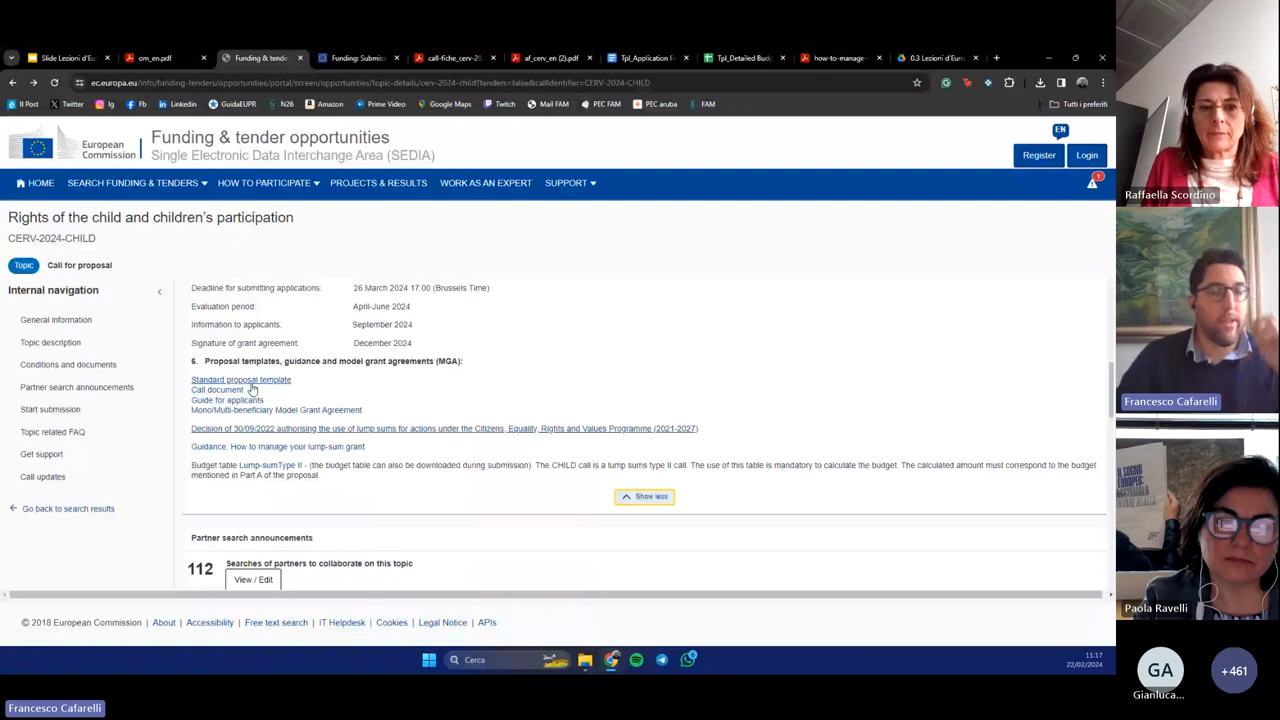 Slide Lezioni d'Eu
om_en.pdf
Funding & tende
Funding: Submiss
call-fiche_cerv-20
af_cerv_en (2).pdf
Tpl_Application F
Tpl_Detailed Budg
how-to-manage-
0.3 Lezioni d'Euro
ec.europa.eu/info/funding-tenders/opportunities/portal/screen/opportunities/topic-details/cerv-2024-child?tenders=false&callIdentifier=CERV-2024-CHILD
Il Post
Twitter
Ig
Fb
Linkedin
GuidaEUPR
N26
Amazon
Prime Video
Google Maps
Twitch
Mail FAM
PEC FAM
PEC aruba
FAM
Tutti i preferiti
European
Commission
Funding & tender opportunities
Single Electronic Data Interchange Area (SEDIA)
EN
Register
Login
HOME
SEARCH FUNDING & TENDERS
HOW TO PARTICIPATE
PROJECTS & RESULTS
WORK AS AN EXPERT
SUPPORT
1
Rights of the child and children's participation
CERV-2024-CHILD
Topic
Call for proposal
Internal navigation
General information
Topic description
Conditions and documents
Partner search announcements
Start submission
Topic related FAQ
Get support
Call updates
Go back to search results
Deadline for submitting applications: 26 March 2024 17:00 (Brussels Time)
Evaluation period: April-June 2024
Information to applicants: September 2024
Signature of grant agreement: December 2024
6. Proposal templates, guidance and model grant agreements (MGA):
Standard proposal template
Call document
Guide for applicants
Mono/Multi-beneficiary Model Grant Agreement
Decision of 30/09/2022 authorising the use of lump sums for actions under the Citizens, Equality, Rights and Values Programme (2021-2027)
Guidance: How to manage your lump-sum grant
Budget table Lump-sumType II - (the budget table can also be downloaded during submission). The CHILD call is a lump sums type II call. The use of this table is mandatory to calculate the budget. The calculated amount must correspond to the budget
mentioned in Part A of the proposal.
Show less
Partner search announcements
112
Searches of partners to collaborate on this topic
View / Edit
© 2018 European Commission | About | Accessibility | Free text search | IT Helpdesk | Cookies | Legal Notice | APIs
Cerca
11:17
22/02/2024
Francesco Cafarelli
Raffaella Scordino
Francesco Cafarelli
IL SOGNO
EUROPEO:
Paola Ravelli
GA
Gianluca...
+461